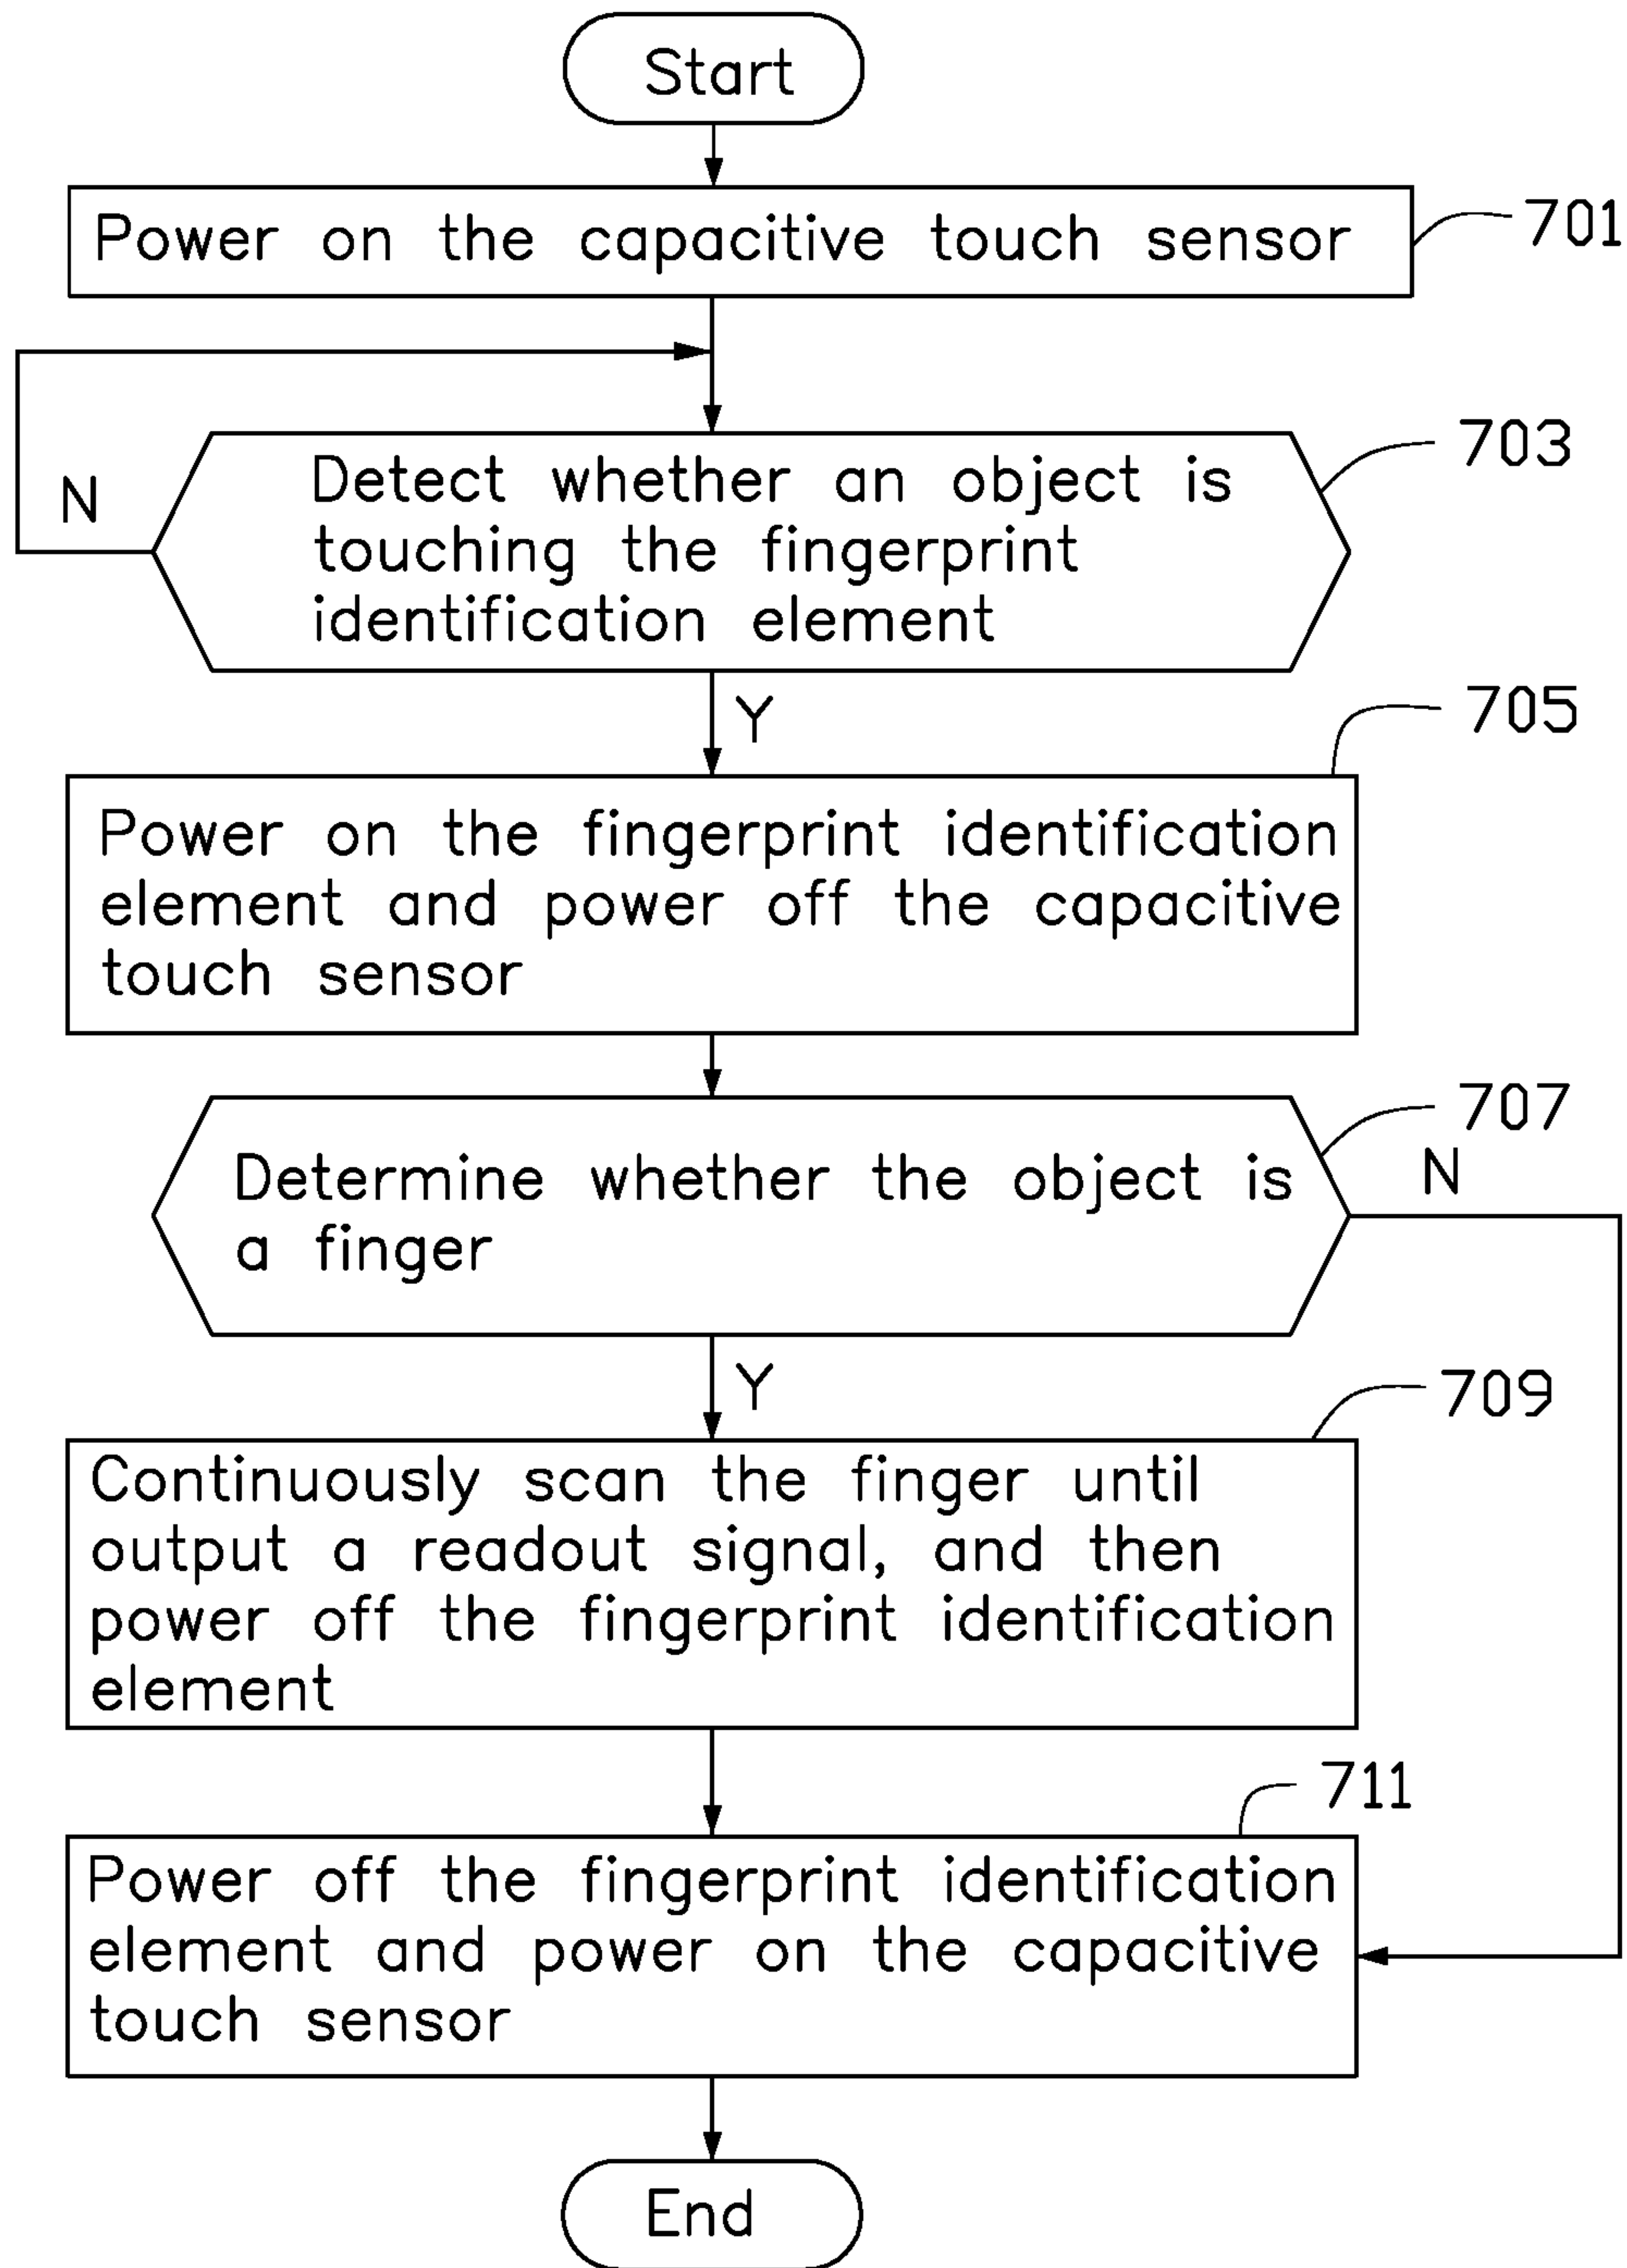 Start
Power on the capacitive touch sensor
701
703
Detect whether an object is
touching the fingerprint
identification element
N
Y
705
Power on the fingerprint identification
element and power off the capacitive
touch sensor
707
Determine whether the object is
a finger
N
Y
709
Continuously scan the finger until
output a readout signal, and then
power off the fingerprint identification
element
711
Power off the fingerprint identification
element and power on the capacitive
touch sensor
End